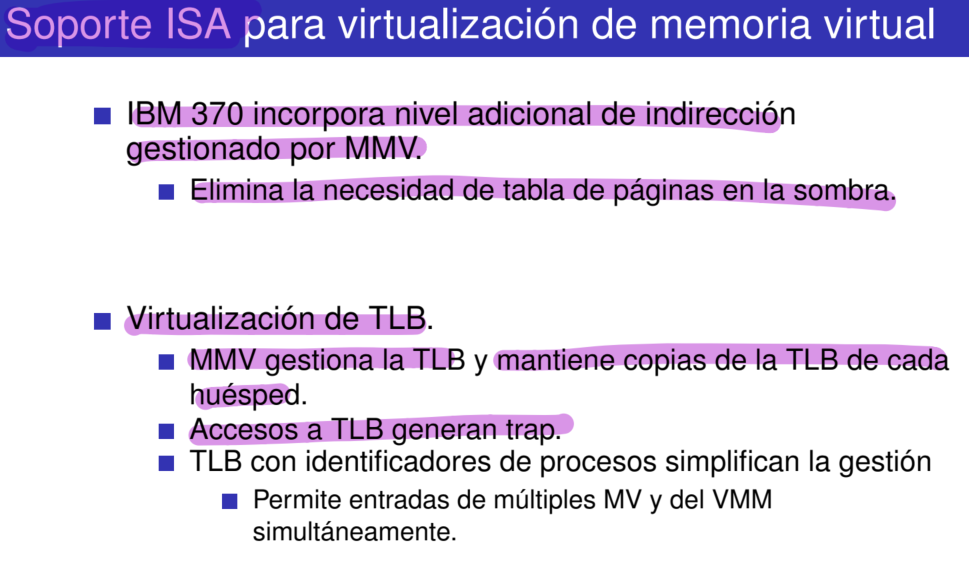 Soporte ISA para virtualización de memoria virtual
IBM 370 incorpora nivel adicional de indirección
gestionado por MMV.
Elimina la necesidad de tabla de páginas en la sombra.
Virtualización de TLB.
MMV gestiona la TLB y mantiene copias de la TLB de cada
huésped.
Accesos a TLB generan trap.
TLB con identificadores de procesos simplifican la gestión
Permite entradas de múltiples MV y del VMM
simultáneamente.